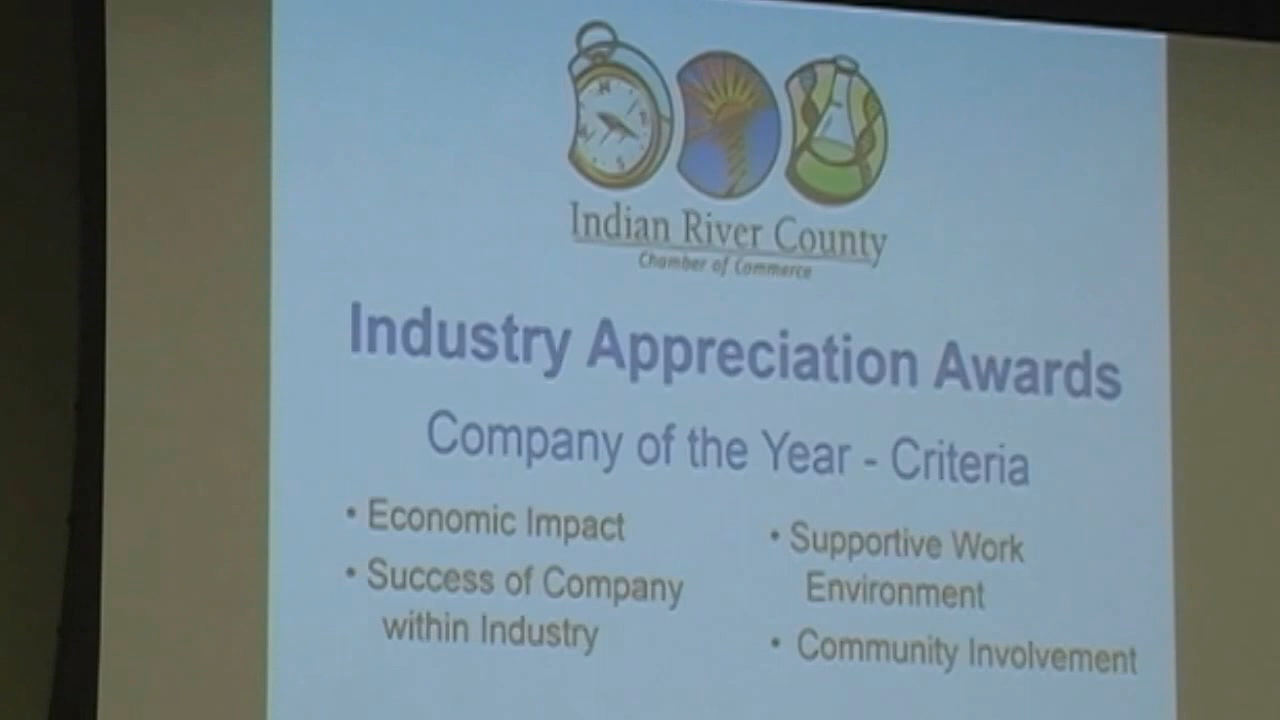 Indian River County
Chamber of Commerce
Industry Appreciation Awards
Company of the Year - Criteria
• Economic Impact
• Success of Company
within Industry
• Supportive Work
Environment
• Community Involvement